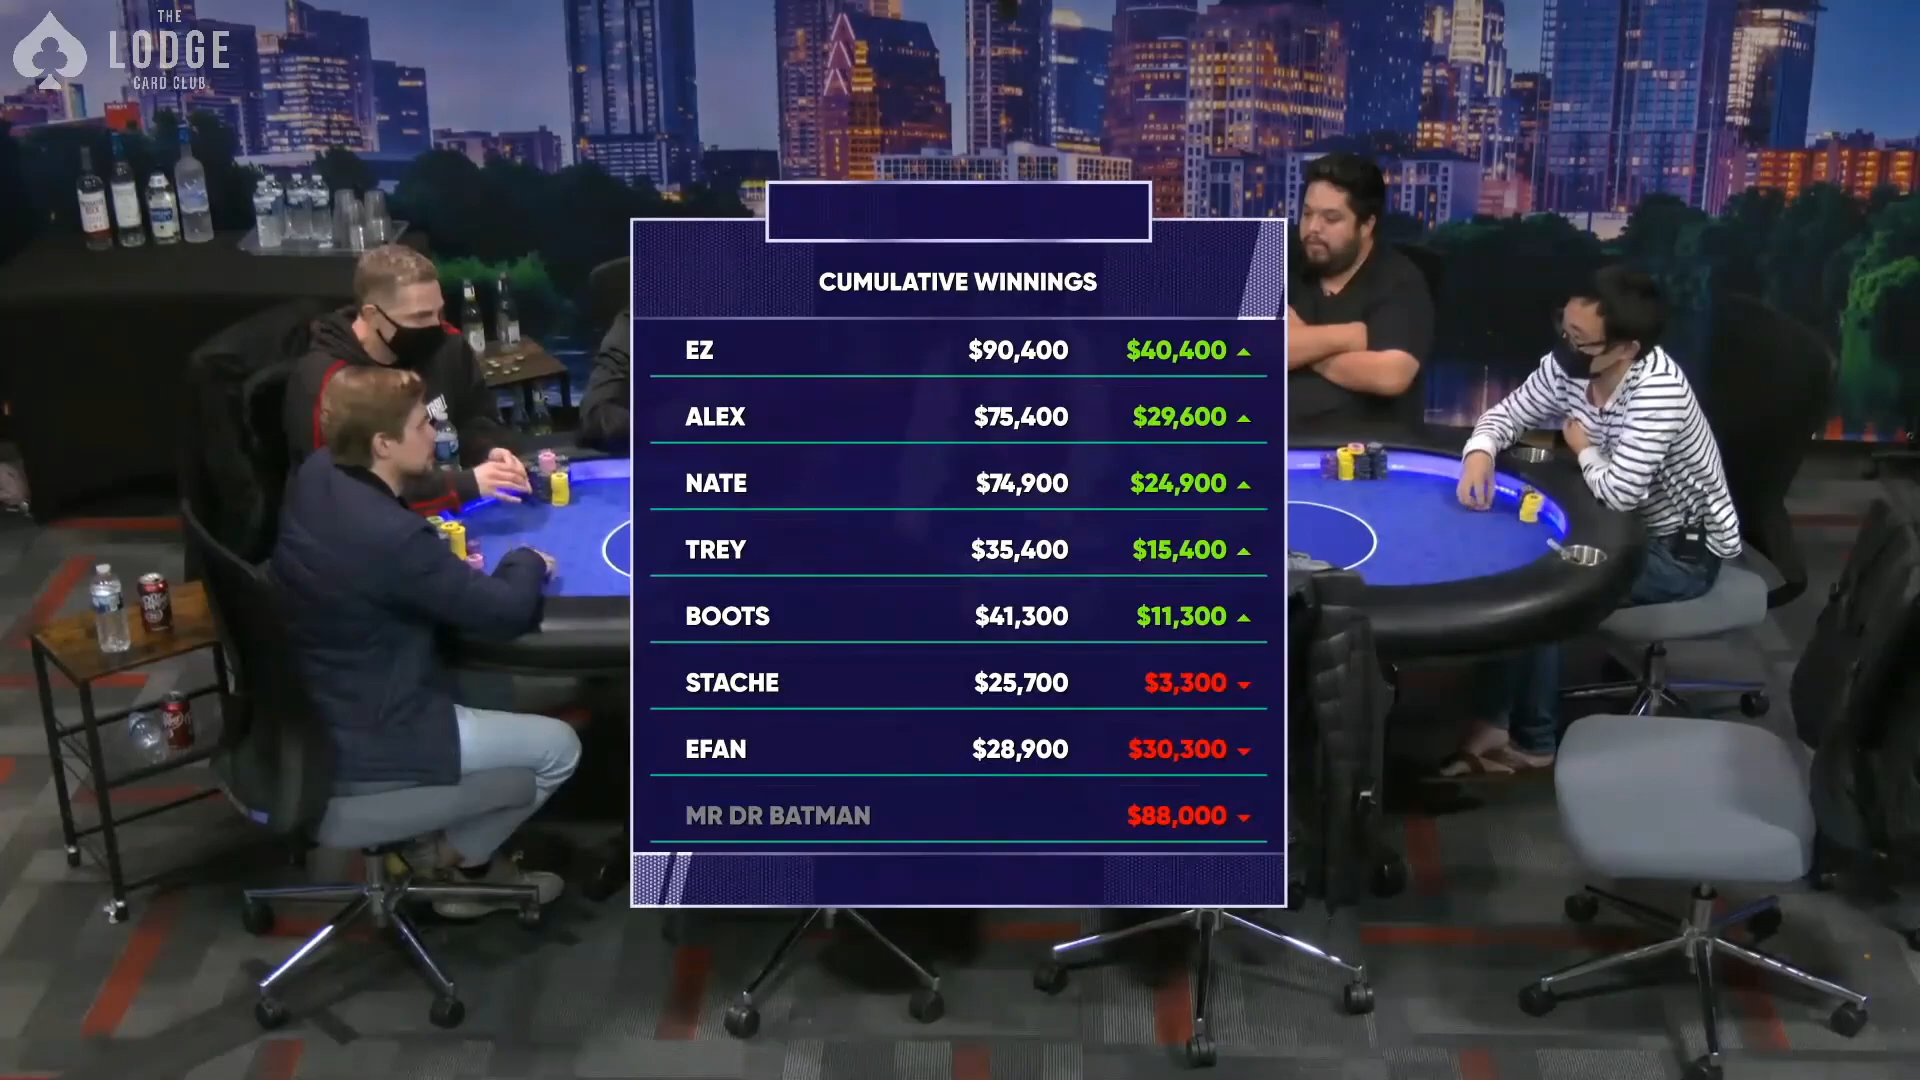 THE
LODGE
CARD CLUB
CUMULATIVE WINNINGS
EZ $90,400 $40,400
ALEX $75,400 $29,600
NATE $74,900 $24,900
TREY $35,400 $15,400
BOOTS $41,300 $11,300
STACHE $25,700 $3,300
EFAN $28,900 $30,300
MR DR BATMAN $88,000